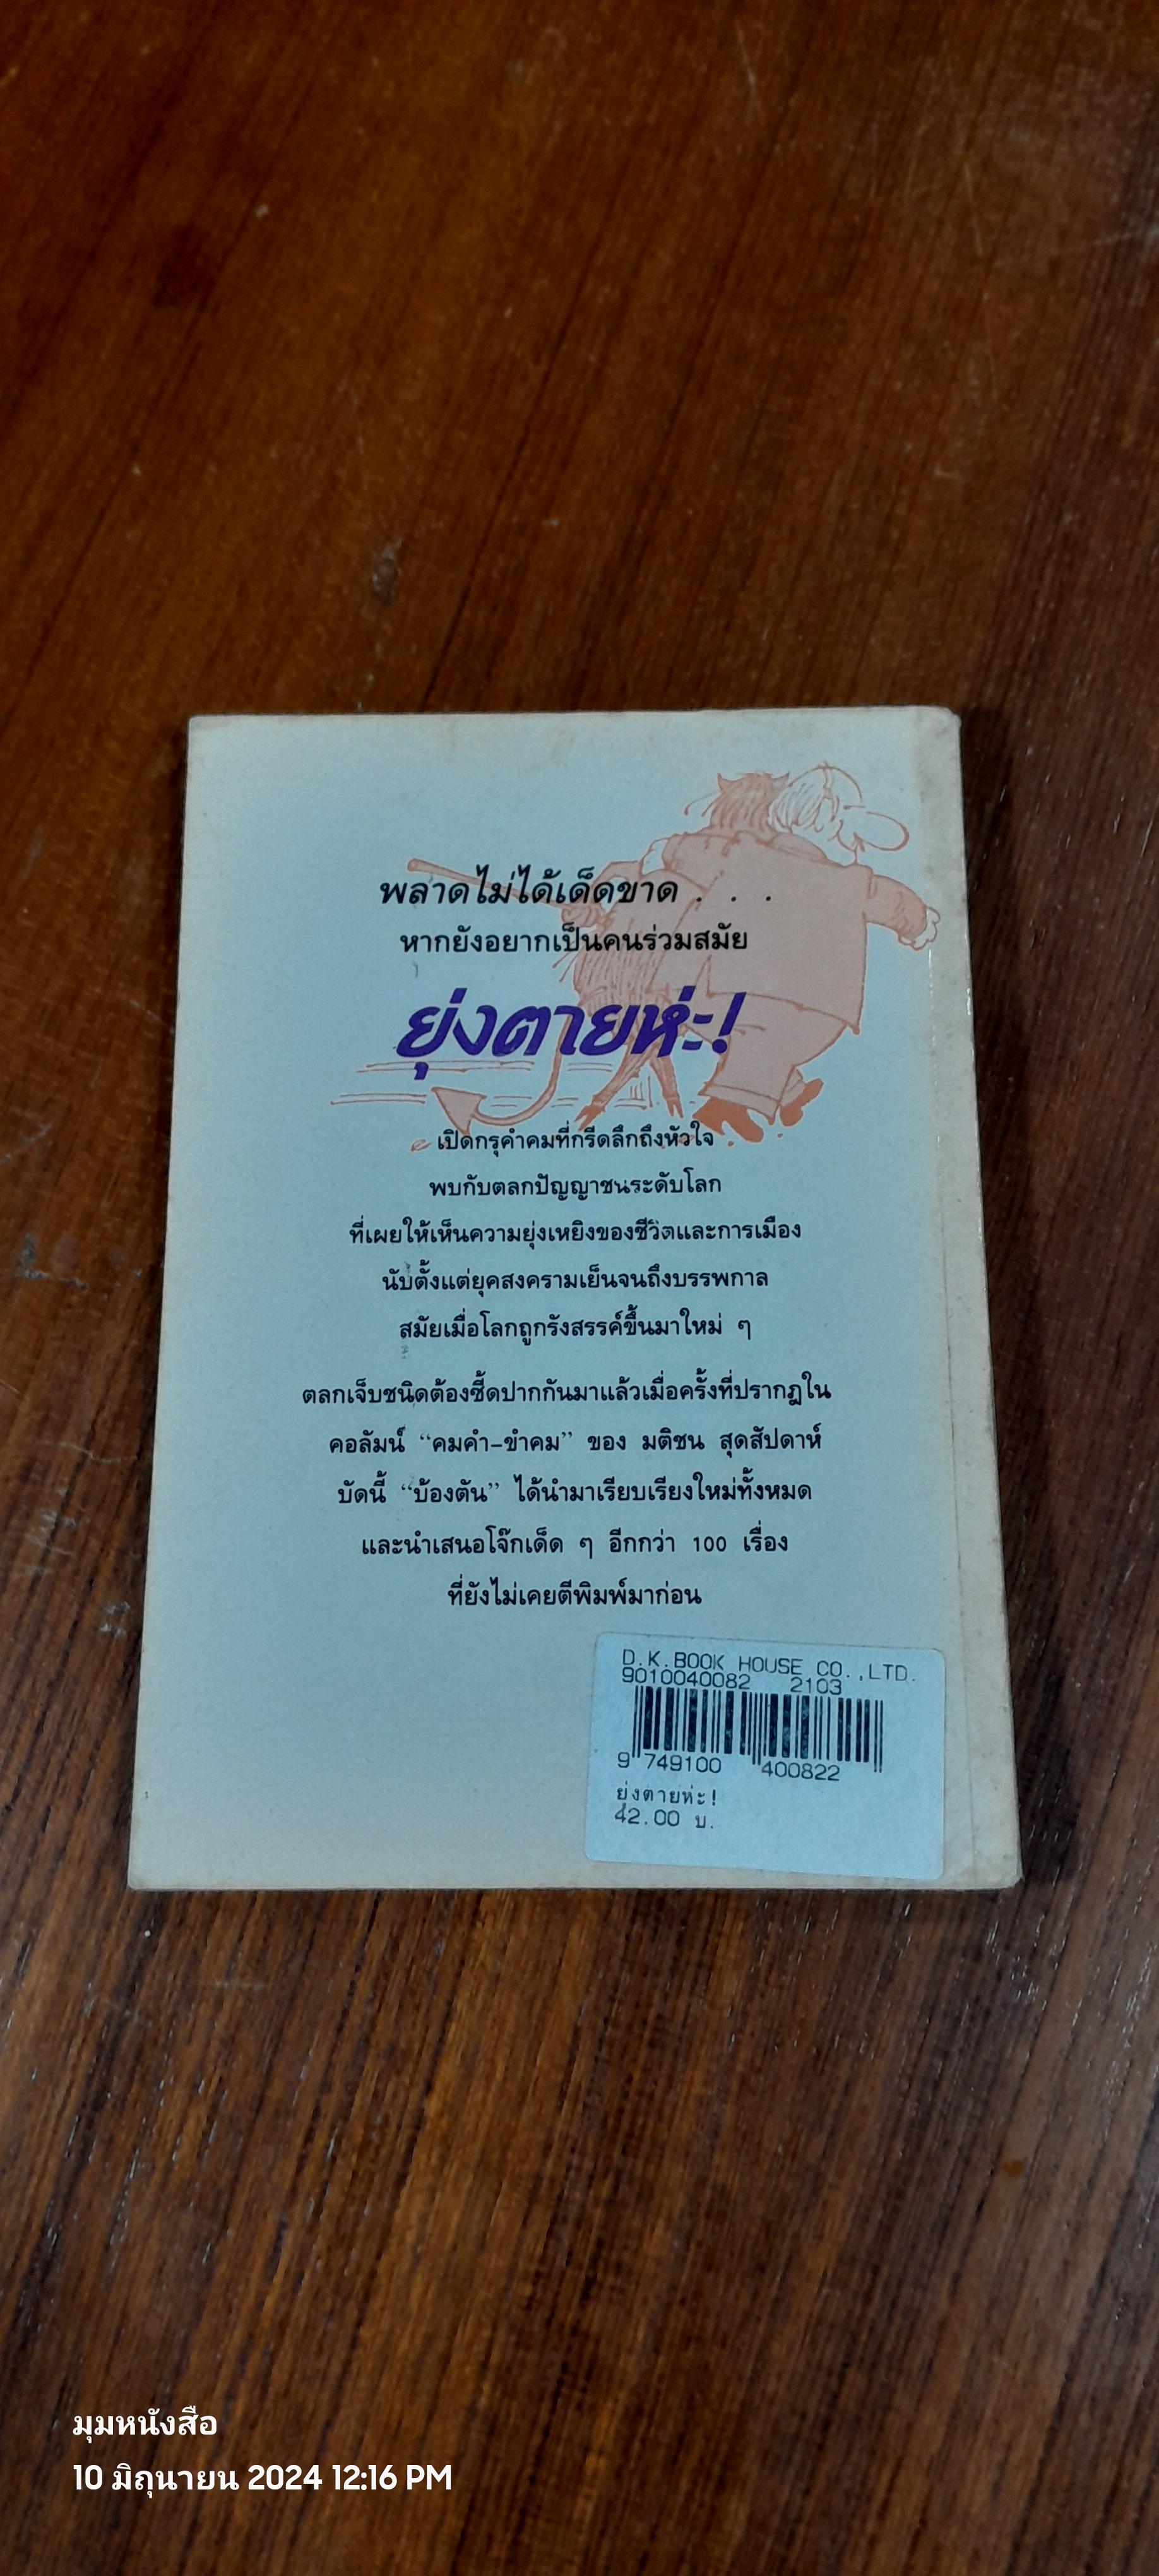 พลาดไม่ได้เด็ดขาด . . .
หากยังอยากเป็นคนร่วมสมัย
ยุ่งตายห่ะ!
เปิดกรุคำคมที่กรีดลึกถึงหัวใจ
พบกับตลกปัญญาชนระดับโลก
ที่เผยให้เห็นความยุ่งเหยิงของชีวิตและการเมือง
นับตั้งแต่ยุคสงครามเย็นจนถึงบรรพกาล
สมัยเมื่อโลกถูกรังสรรค์ขึ้นมาใหม่ ๆ
ตลกเจ็บชนิดต้องซี้ดปากกันมาแล้วเมื่อครั้งที่ปรากฏใน
คอลัมน์ “คมคำ–ขำคม” ของ มติชน สุดสัปดาห์
บัดนี้ “บ้องตัน” ได้นำมาเรียบเรียงใหม่ทั้งหมด
และนำเสนอโจ๊กเด็ด ๆ อีกกว่า 100 เรื่อง
ที่ยังไม่เคยตีพิมพ์มาก่อน
D.K.BOOK HOUSE CO.,LTD.
9010040082 2103
9 749100 400822
ยุ่งตายห่ะ!
42.00 บ.
มุมหนังสือ
10 มิถุนายน 2024 12:16 PM